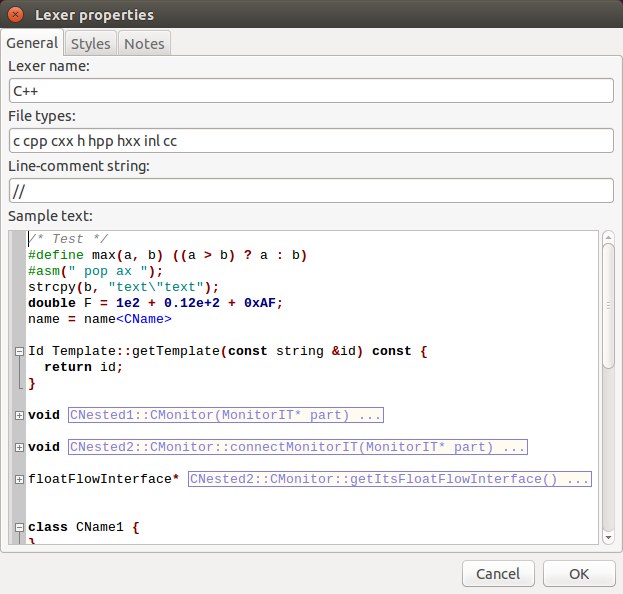 Lexer properties
General Styles Notes
Lexer name:
C++
File types:
c cpp cxx h hpp hxx inl cc
Line-comment string:
//
Sample text:
/* Test */
#define max(a, b) ((a > b) ? a : b)
#asm(" pop ax ");
strcpy(b, "text\"text");
double F = 1e2 + 0.12e+2 + 0xAF;
name = name<CName>
Id Template::getTemplate(const string &id) const {
return id;
}
void CNested1::CMonitor(MonitorIT* part) ...
void CNested2::CMonitor::connectMonitorIT(MonitorIT* part) ...
floatFlowInterface* CNested2::CMonitor::getItsFloatFlowInterface() ...
class CName1 {
}
Cancel OK